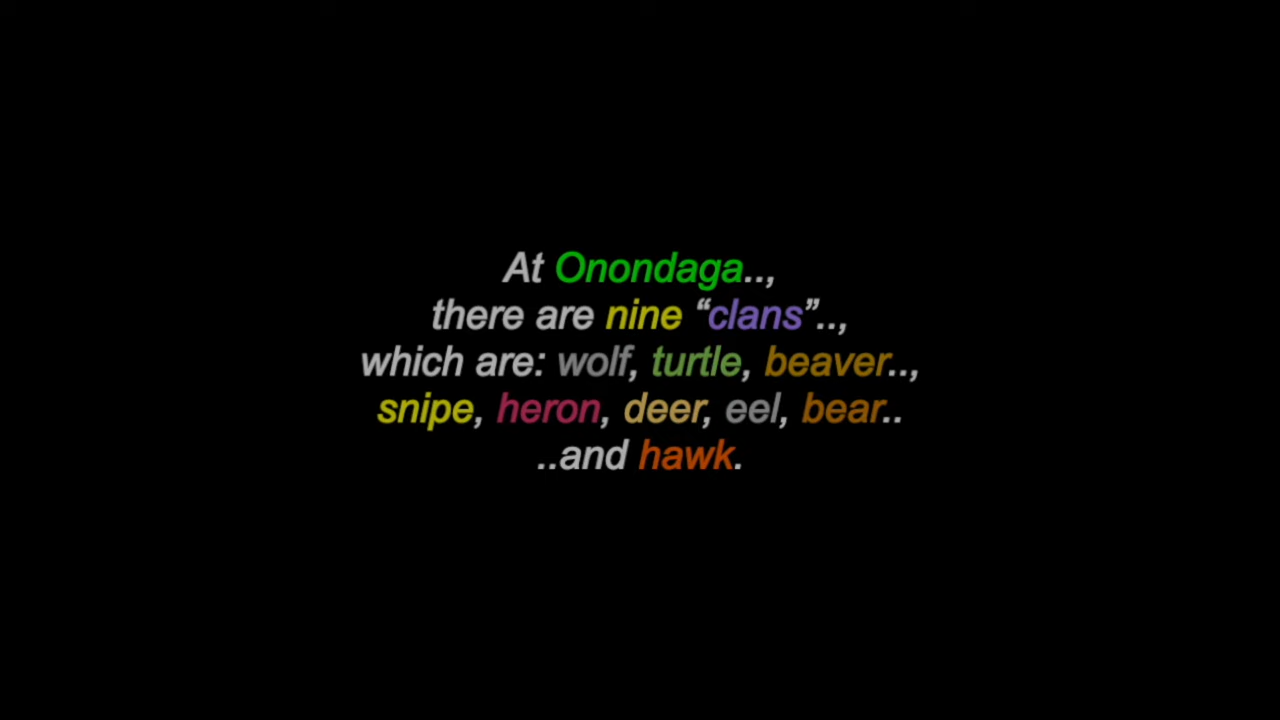 At Onondaga..,
there are nine “clans”..,
which are: wolf, turtle, beaver..,
snipe, heron, deer, eel, bear..
..and hawk.